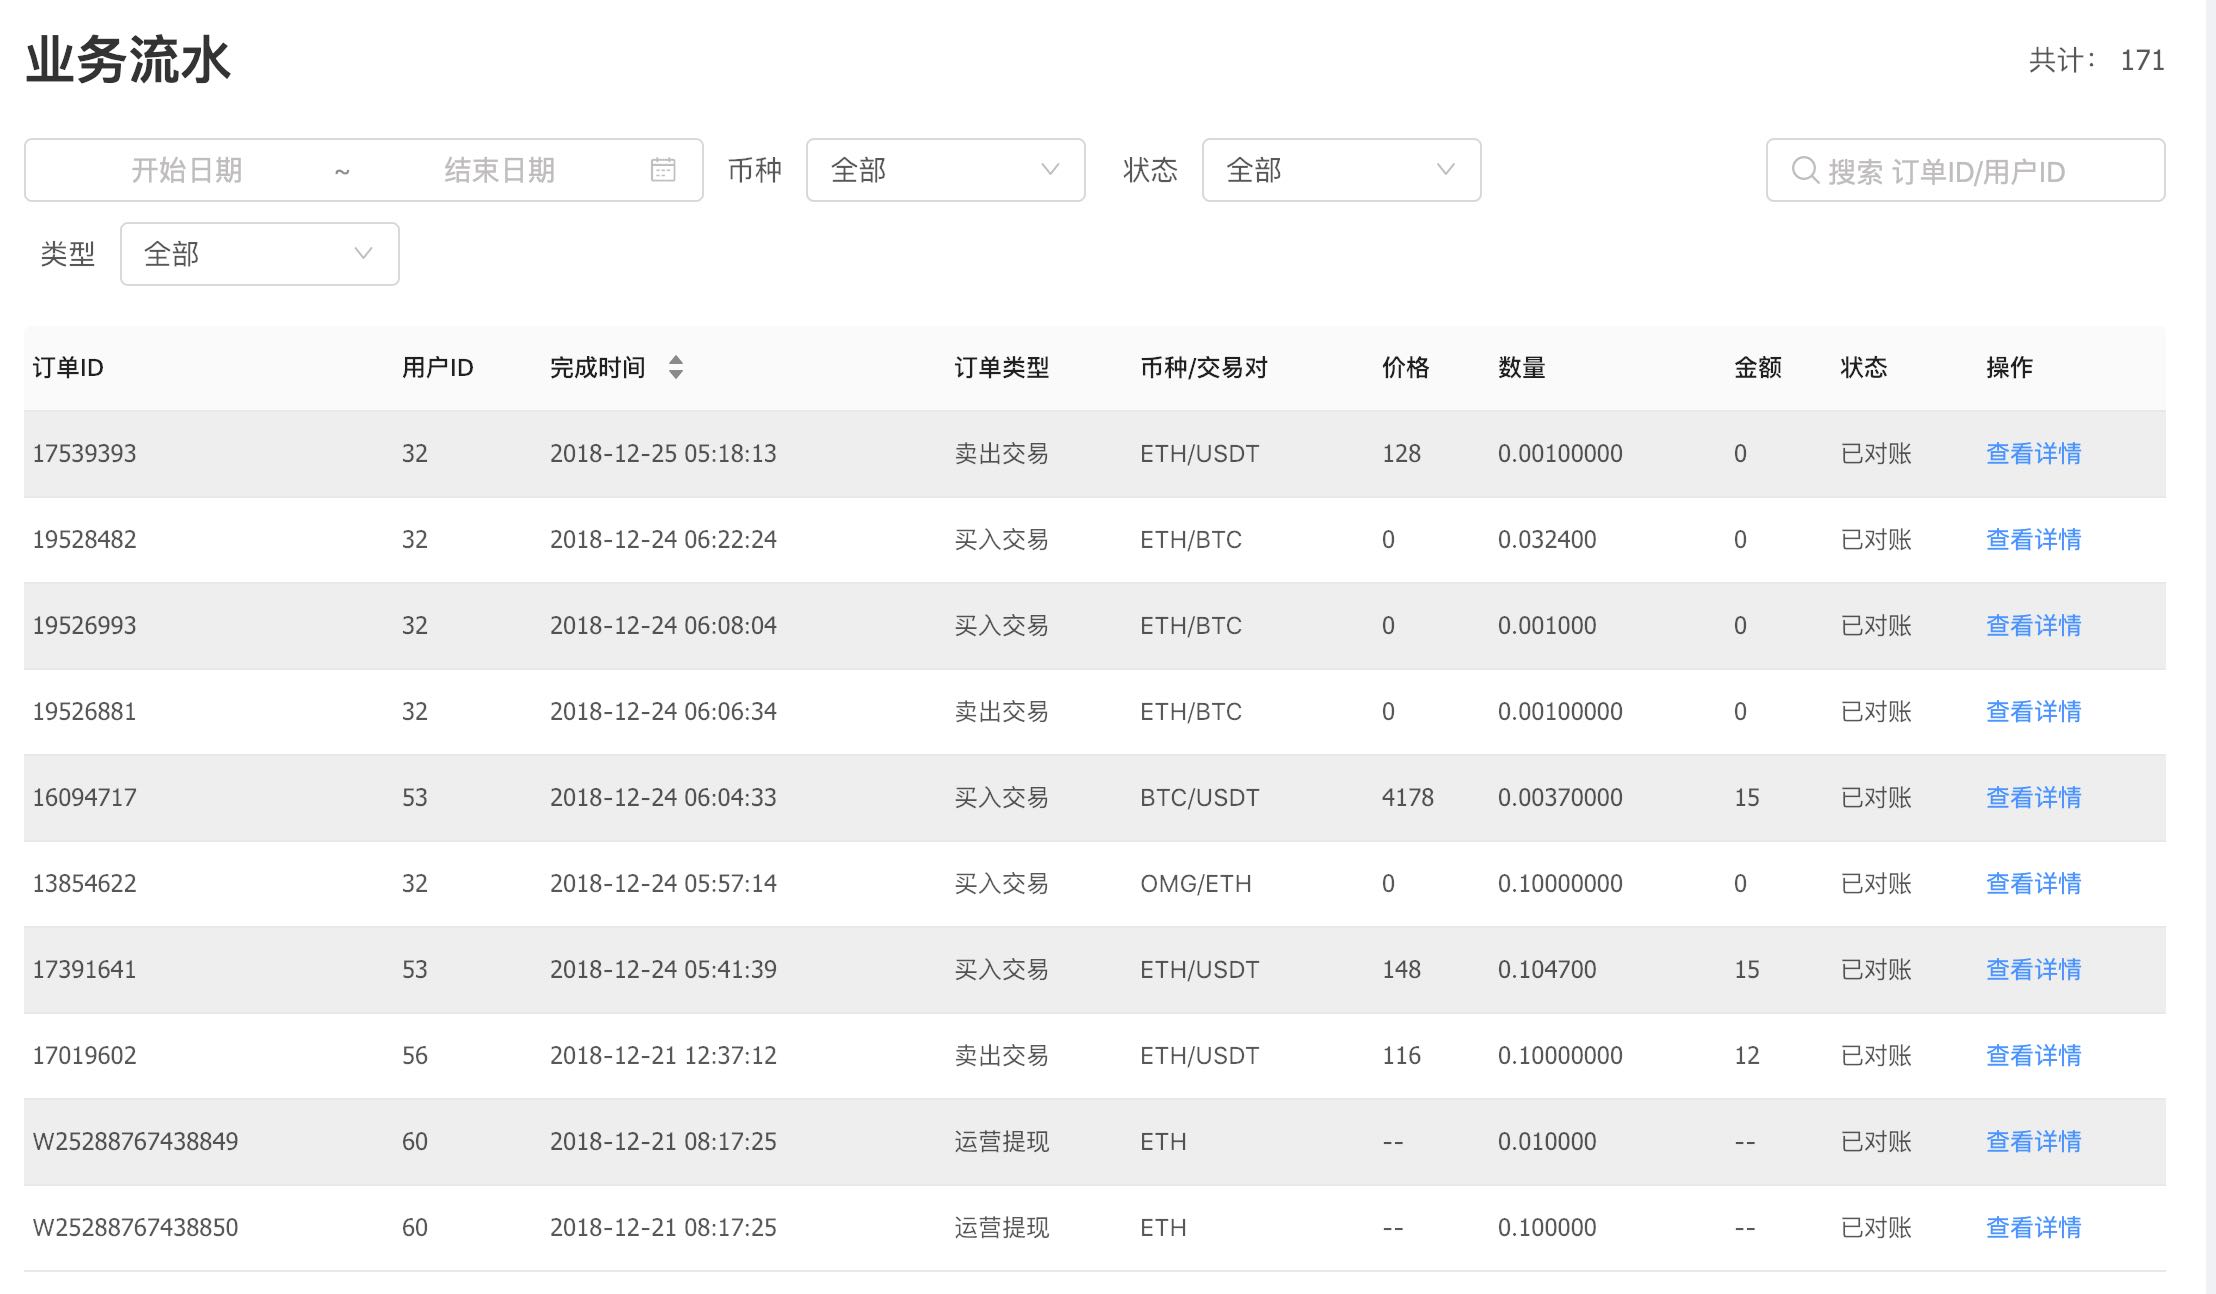 业务流水
共计： 171
开始日期 ~ 结束日期 币种 全部 状态 全部 搜索 订单ID/用户ID
类型 全部
订单ID 用户ID 完成时间 订单类型 币种/交易对 价格 数量 金额 状态 操作
17539393 32 2018-12-25 05:18:13 卖出交易 ETH/USDT 128 0.00100000 0 已对账 查看详情
19528482 32 2018-12-24 06:22:24 买入交易 ETH/BTC 0 0.032400 0 已对账 查看详情
19526993 32 2018-12-24 06:08:04 买入交易 ETH/BTC 0 0.001000 0 已对账 查看详情
19526881 32 2018-12-24 06:06:34 卖出交易 ETH/BTC 0 0.00100000 0 已对账 查看详情
16094717 53 2018-12-24 06:04:33 买入交易 BTC/USDT 4178 0.00370000 15 已对账 查看详情
13854622 32 2018-12-24 05:57:14 买入交易 OMG/ETH 0 0.10000000 0 已对账 查看详情
17391641 53 2018-12-24 05:41:39 买入交易 ETH/USDT 148 0.104700 15 已对账 查看详情
17019602 56 2018-12-21 12:37:12 卖出交易 ETH/USDT 116 0.10000000 12 已对账 查看详情
W25288767438849 60 2018-12-21 08:17:25 运营提现 ETH -- 0.010000 -- 已对账 查看详情
W25288767438850 60 2018-12-21 08:17:25 运营提现 ETH -- 0.100000 -- 已对账 查看详情